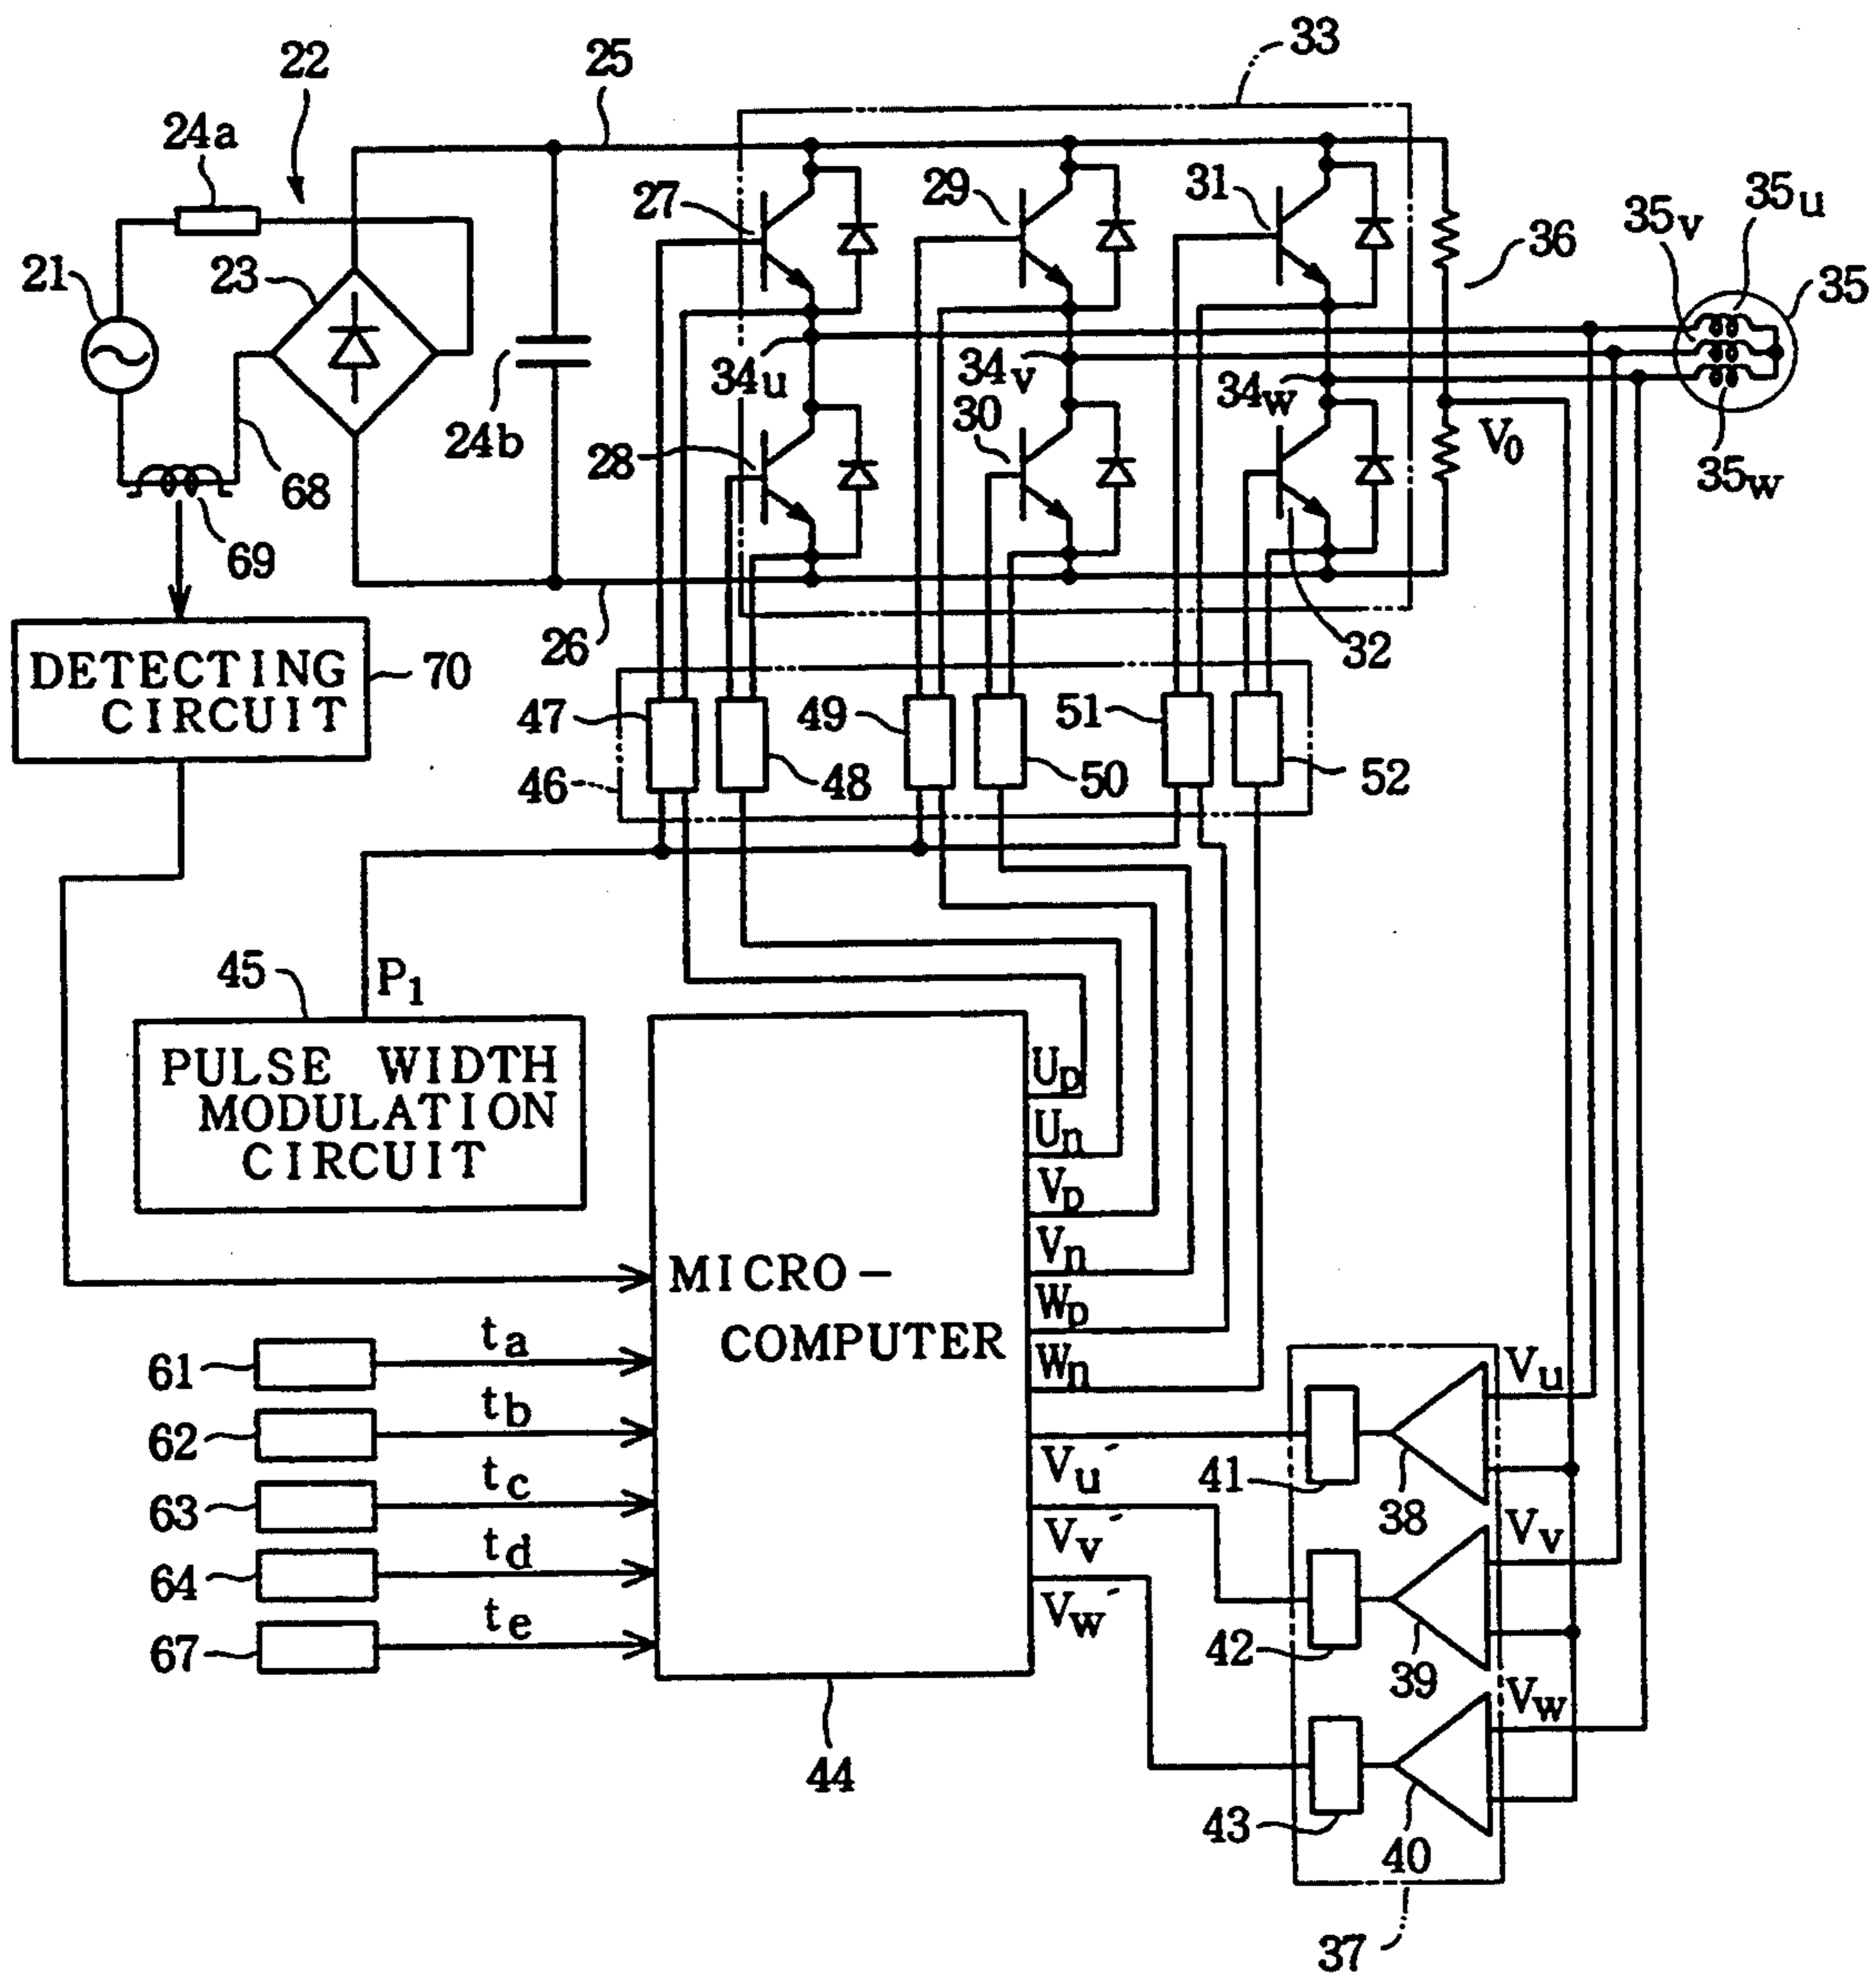 33
22
25
24a
27
29
31
35v
35u
36
35
21
23
34u
34v
34w
30
24b
28
V0
35w
68
69
26
32
DETECTING
CIRCUIT
70
47
49
51
46
48
50
52
45
P1
PULSE WIDTH
MODULATION
CIRCUIT
Up
Un
Vp
Vn
Wp
Wn
MICRO-
COMPUTER
61
ta
62
tb
63
tc
64
td
67
te
Vu´
Vv´
Vw´
44
Vu
41
38
Vv
42
39
Vw
43
40
37